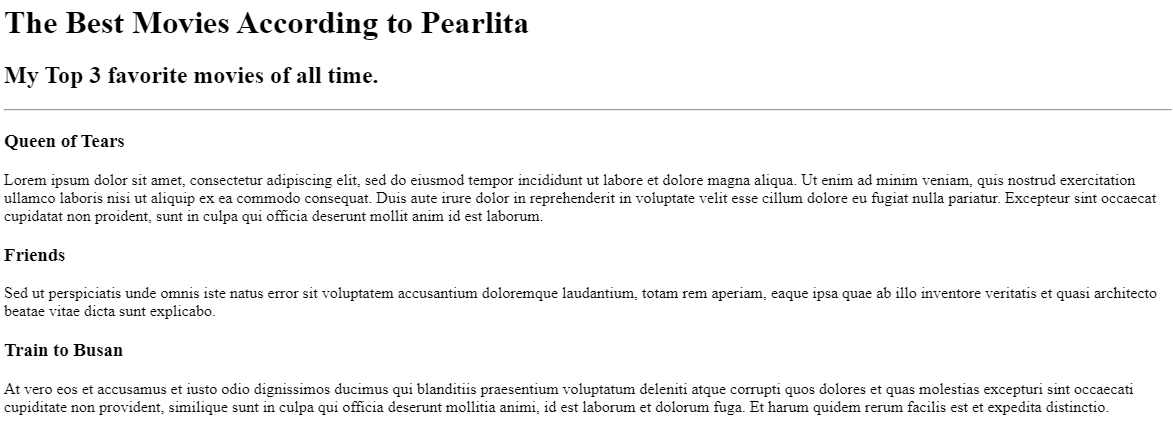 The Best Movies According to Pearlita
My Top 3 favorite movies of all time.
Queen of Tears
Lorem ipsum dolor sit amet, consectetur adipiscing elit, sed do eiusmod tempor incididunt ut labore et dolore magna aliqua. Ut enim ad minim veniam, quis nostrud exercitation
ullamco laboris nisi ut aliquip ex ea commodo consequat. Duis aute irure dolor in reprehenderit in voluptate velit esse cillum dolore eu fugiat nulla pariatur. Excepteur sint occaecat
cupidatat non proident, sunt in culpa qui officia deserunt mollit anim id est laborum.
Friends
Sed ut perspiciatis unde omnis iste natus error sit voluptatem accusantium doloremque laudantium, totam rem aperiam, eaque ipsa quae ab illo inventore veritatis et quasi architecto
beatae vitae dicta sunt explicabo.
Train to Busan
At vero eos et accusamus et iusto odio dignissimos ducimus qui blanditiis praesentium voluptatum deleniti atque corrupti quos dolores et quas molestias excepturi sint occaecati
cupiditate non provident, similique sunt in culpa qui officia deserunt mollitia animi, id est laborum et dolorum fuga. Et harum quidem rerum facilis est et expedita distinctio.